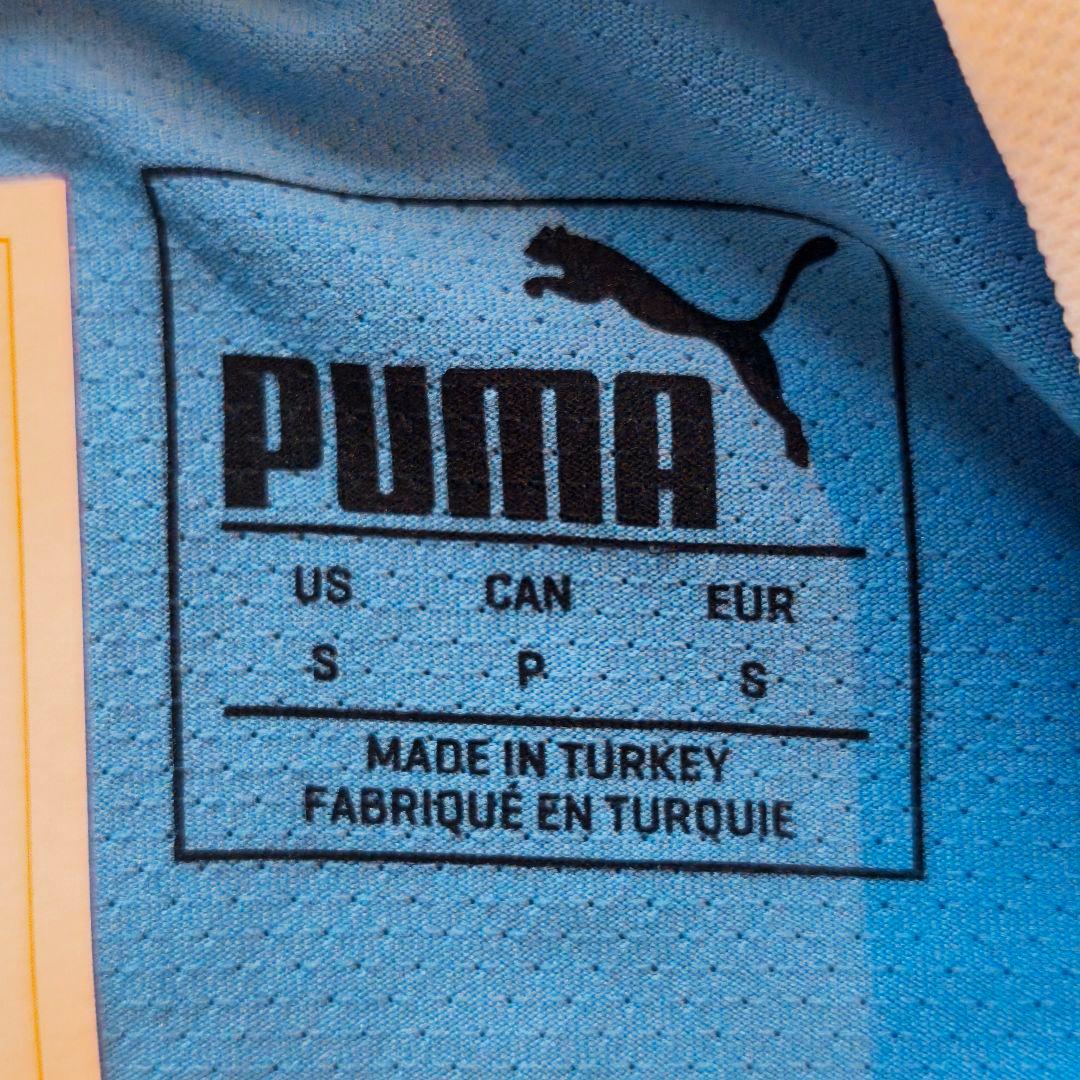 PUMA
US CAN EUR
S P S
MADE IN TURKEY
FABRIQUÉ EN TURQUIE